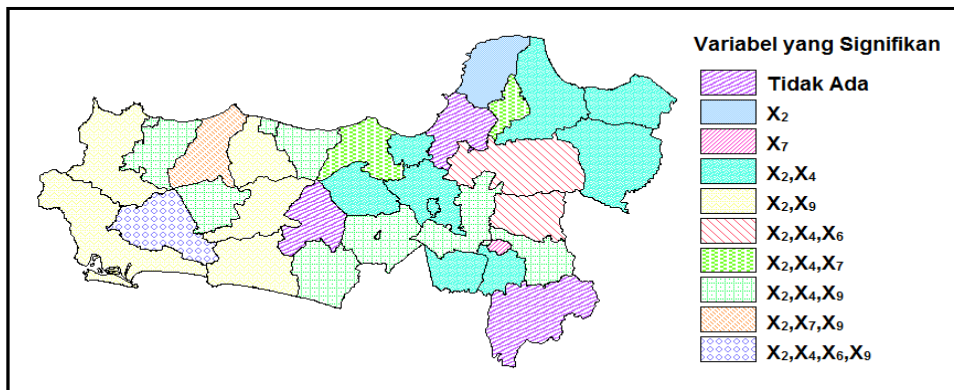 Variabel yang Signifikan
Tidak Ada
X₂
X₇
X₂,X₄
X₂,X₉
X₂,X₄,X₆
X₂,X₄,X₇
X₂,X₄,X₉
X₂,X₇,X₉
X₂,X₄,X₆,X₉